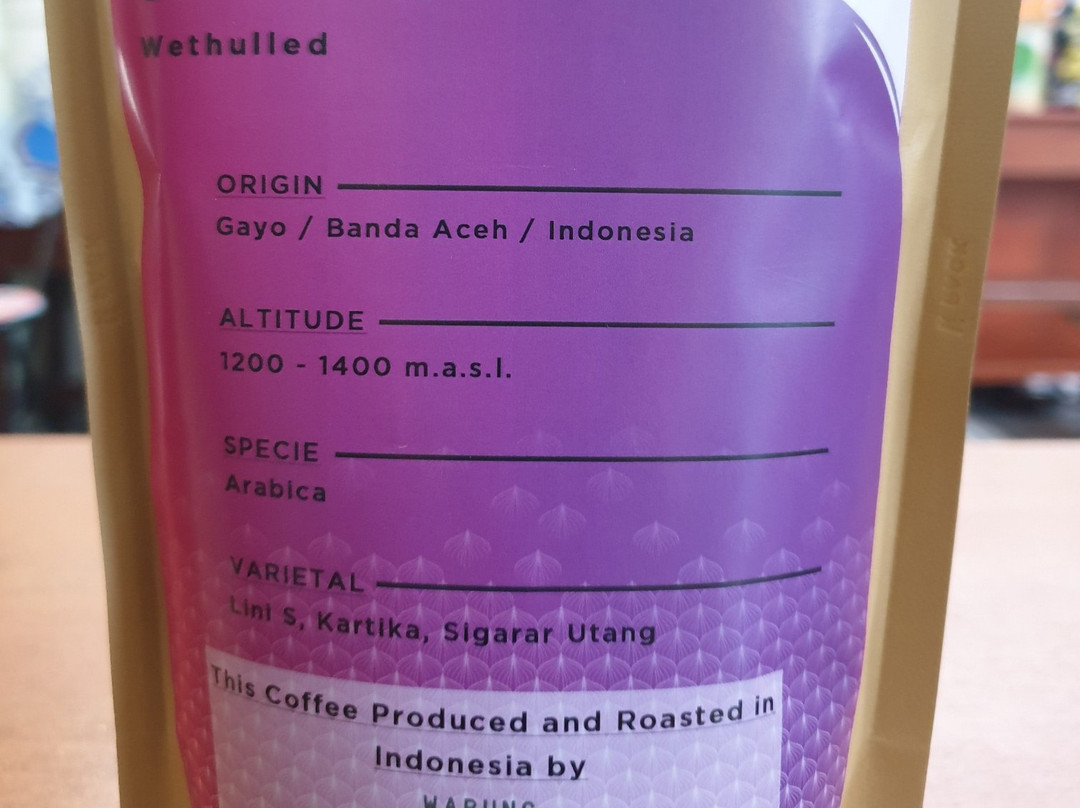 Wethulled
ORIGIN
Gayo / Banda Aceh / Indonesia
ALTITUDE
1200 - 1400 m.a.s.l.
SPECIE
Arabica
VARIETAL
Lini S, Kartika, Sigarar Utang
This Coffee Produced and Roasted in
Indonesia by
WARUNG